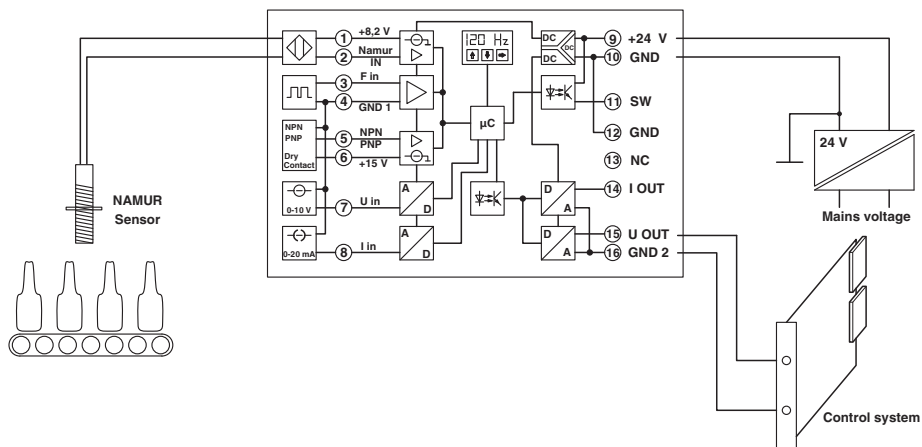 1 +8,2 V
2 Namur IN
3 F in
4 GND 1
NPN
PNP
Dry
Contact
5 NPN
PNP
6 +15 V
0-10 V
7 U in
0-20 mA
8 I in
A
D
A
D
120 Hz
µC
DC
DC
DC
D
A
D
A
9 +24 V
10 GND
11 SW
12 GND
13 NC
14 I OUT
15 U OUT
16 GND 2
NAMUR
Sensor
24 V
Mains voltage
Control system